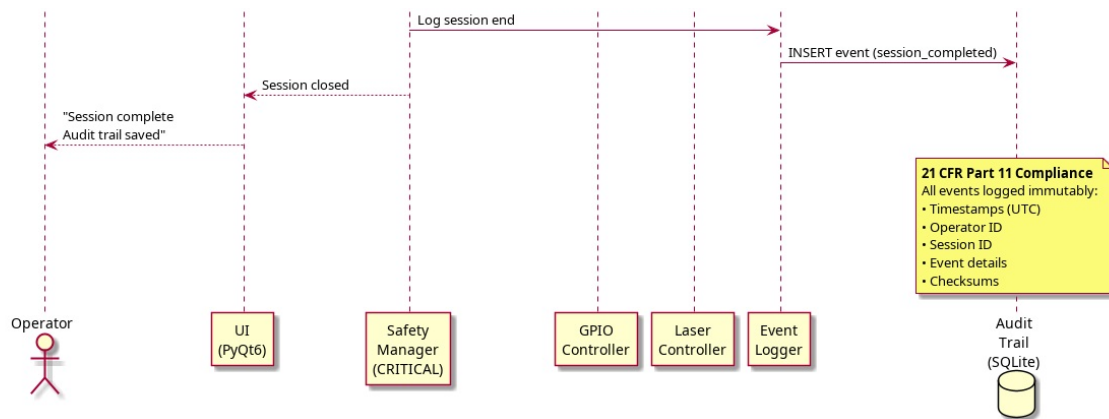 Log session end
INSERT event (session_completed)
Session closed
"Session complete
Audit trail saved"
21 CFR Part 11 Compliance
All events logged immutably:
• Timestamps (UTC)
• Operator ID
• Session ID
• Event details
• Checksums
Operator
UI
(PyQt6)
Safety
Manager
(CRITICAL)
GPIO
Controller
Laser
Controller
Event
Logger
Audit
Trail
(SQLite)